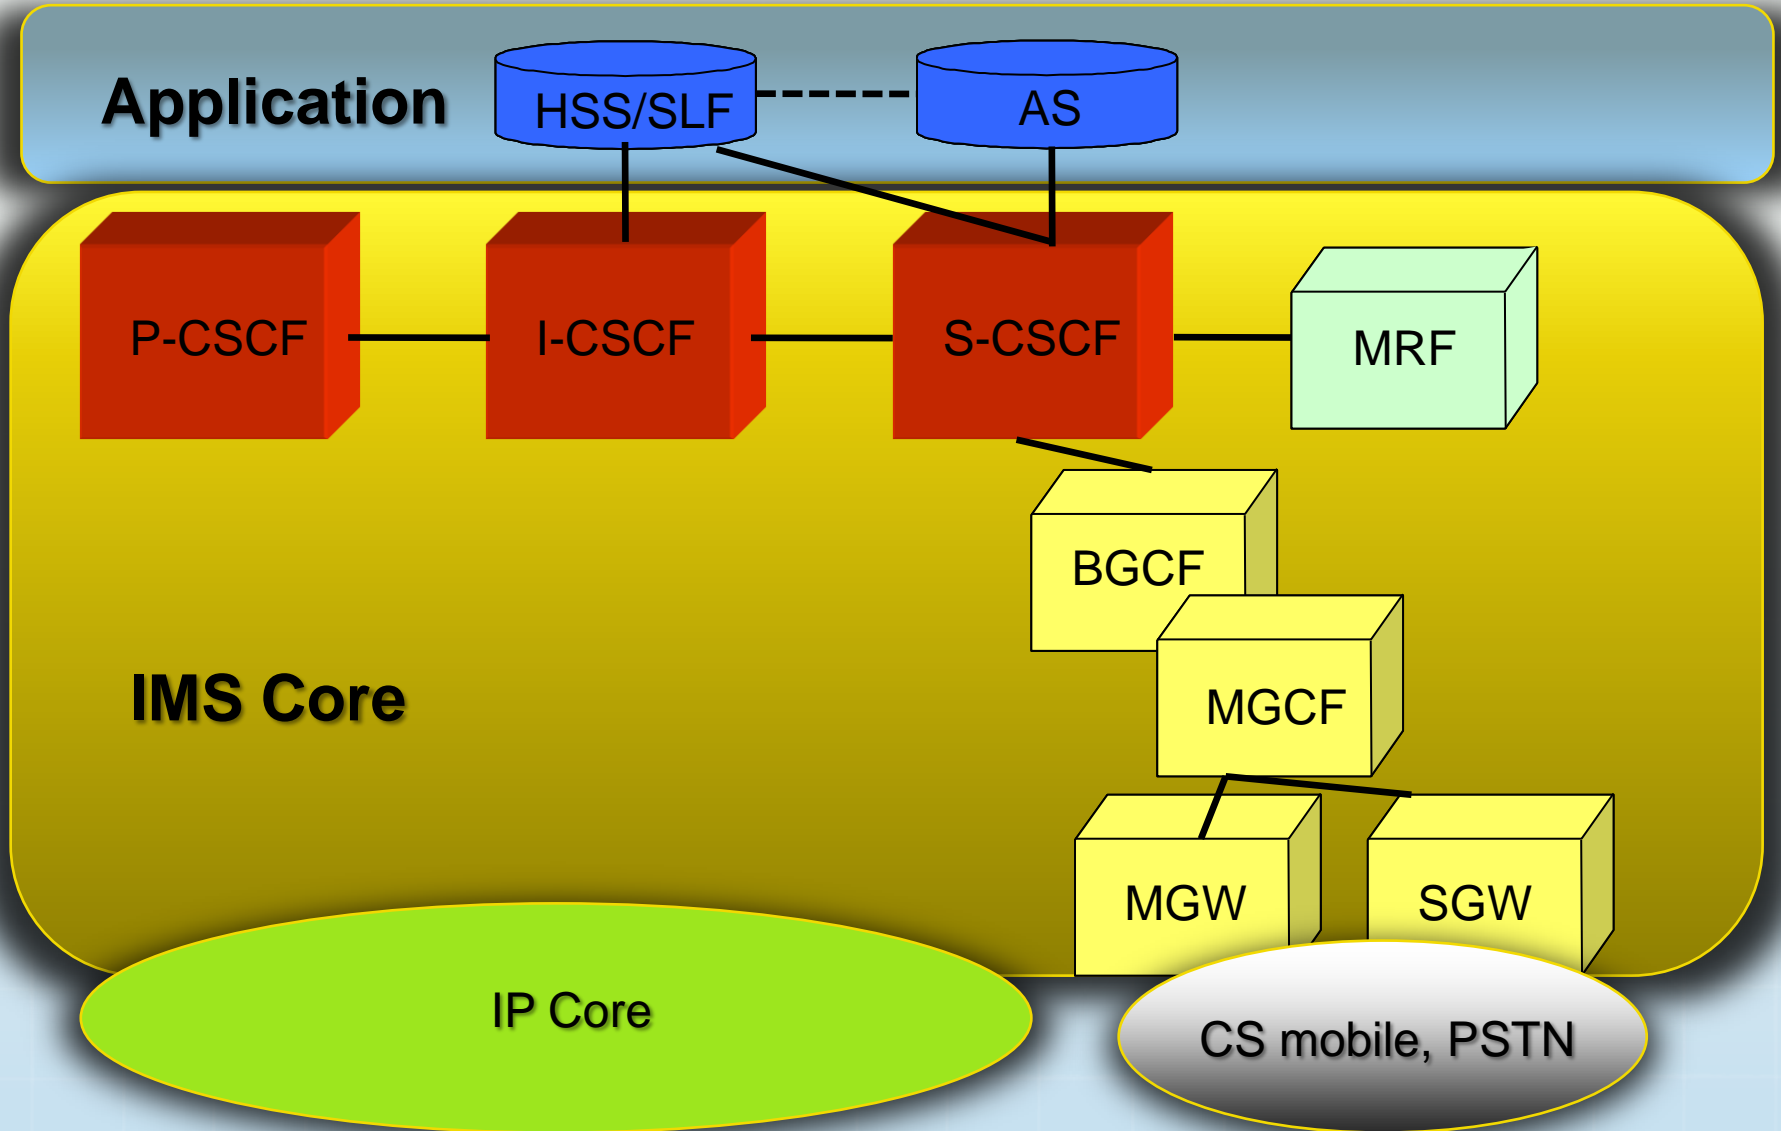 Application
HSS/SLF
AS
P-CSCF
I-CSCF
S-CSCF
MRF
BGCF
MGCF
IMS Core
MGW
SGW
IP Core
CS mobile, PSTN